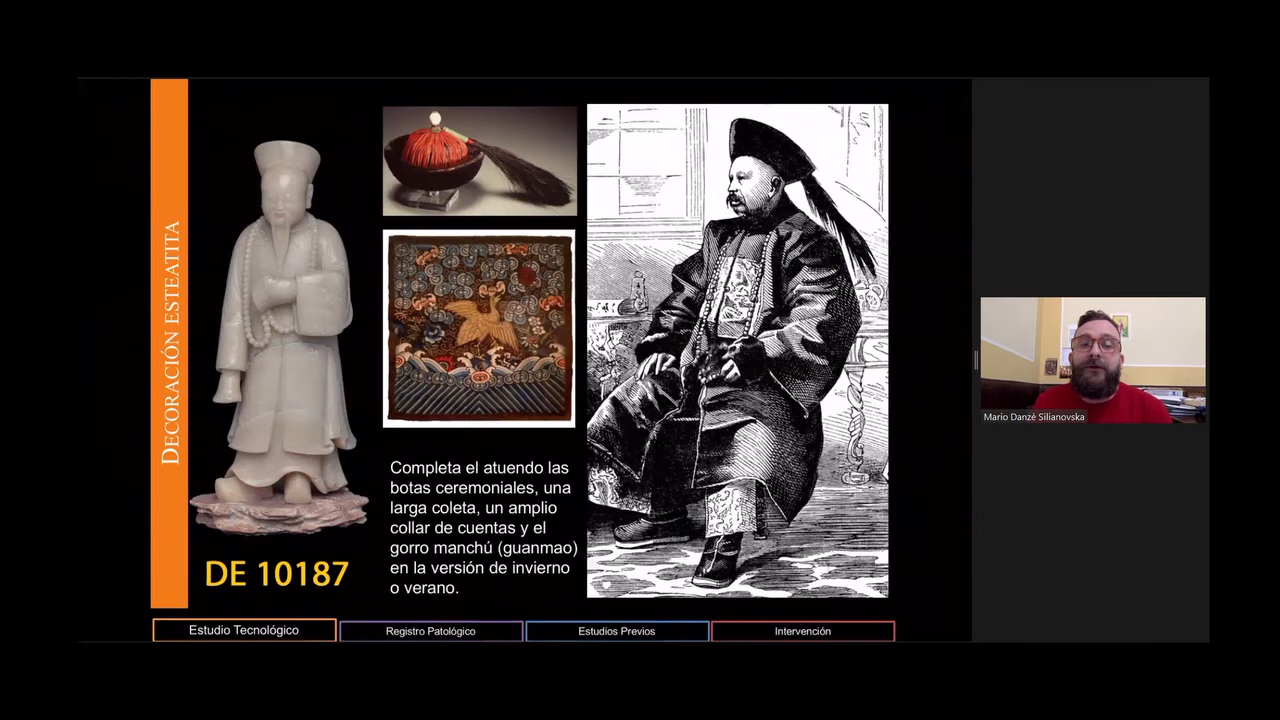 DECORACIÓN ESTEATITA
DE 10187
Completa el atuendo las
botas ceremoniales, una
larga coleta, un amplio
collar de cuentas y el
gorro manchú (guanmao)
en la versión de invierno
o verano.
Estudio Tecnológico
Registro Patológico
Estudios Previos
Intervención
Mario Danzè Silianovska